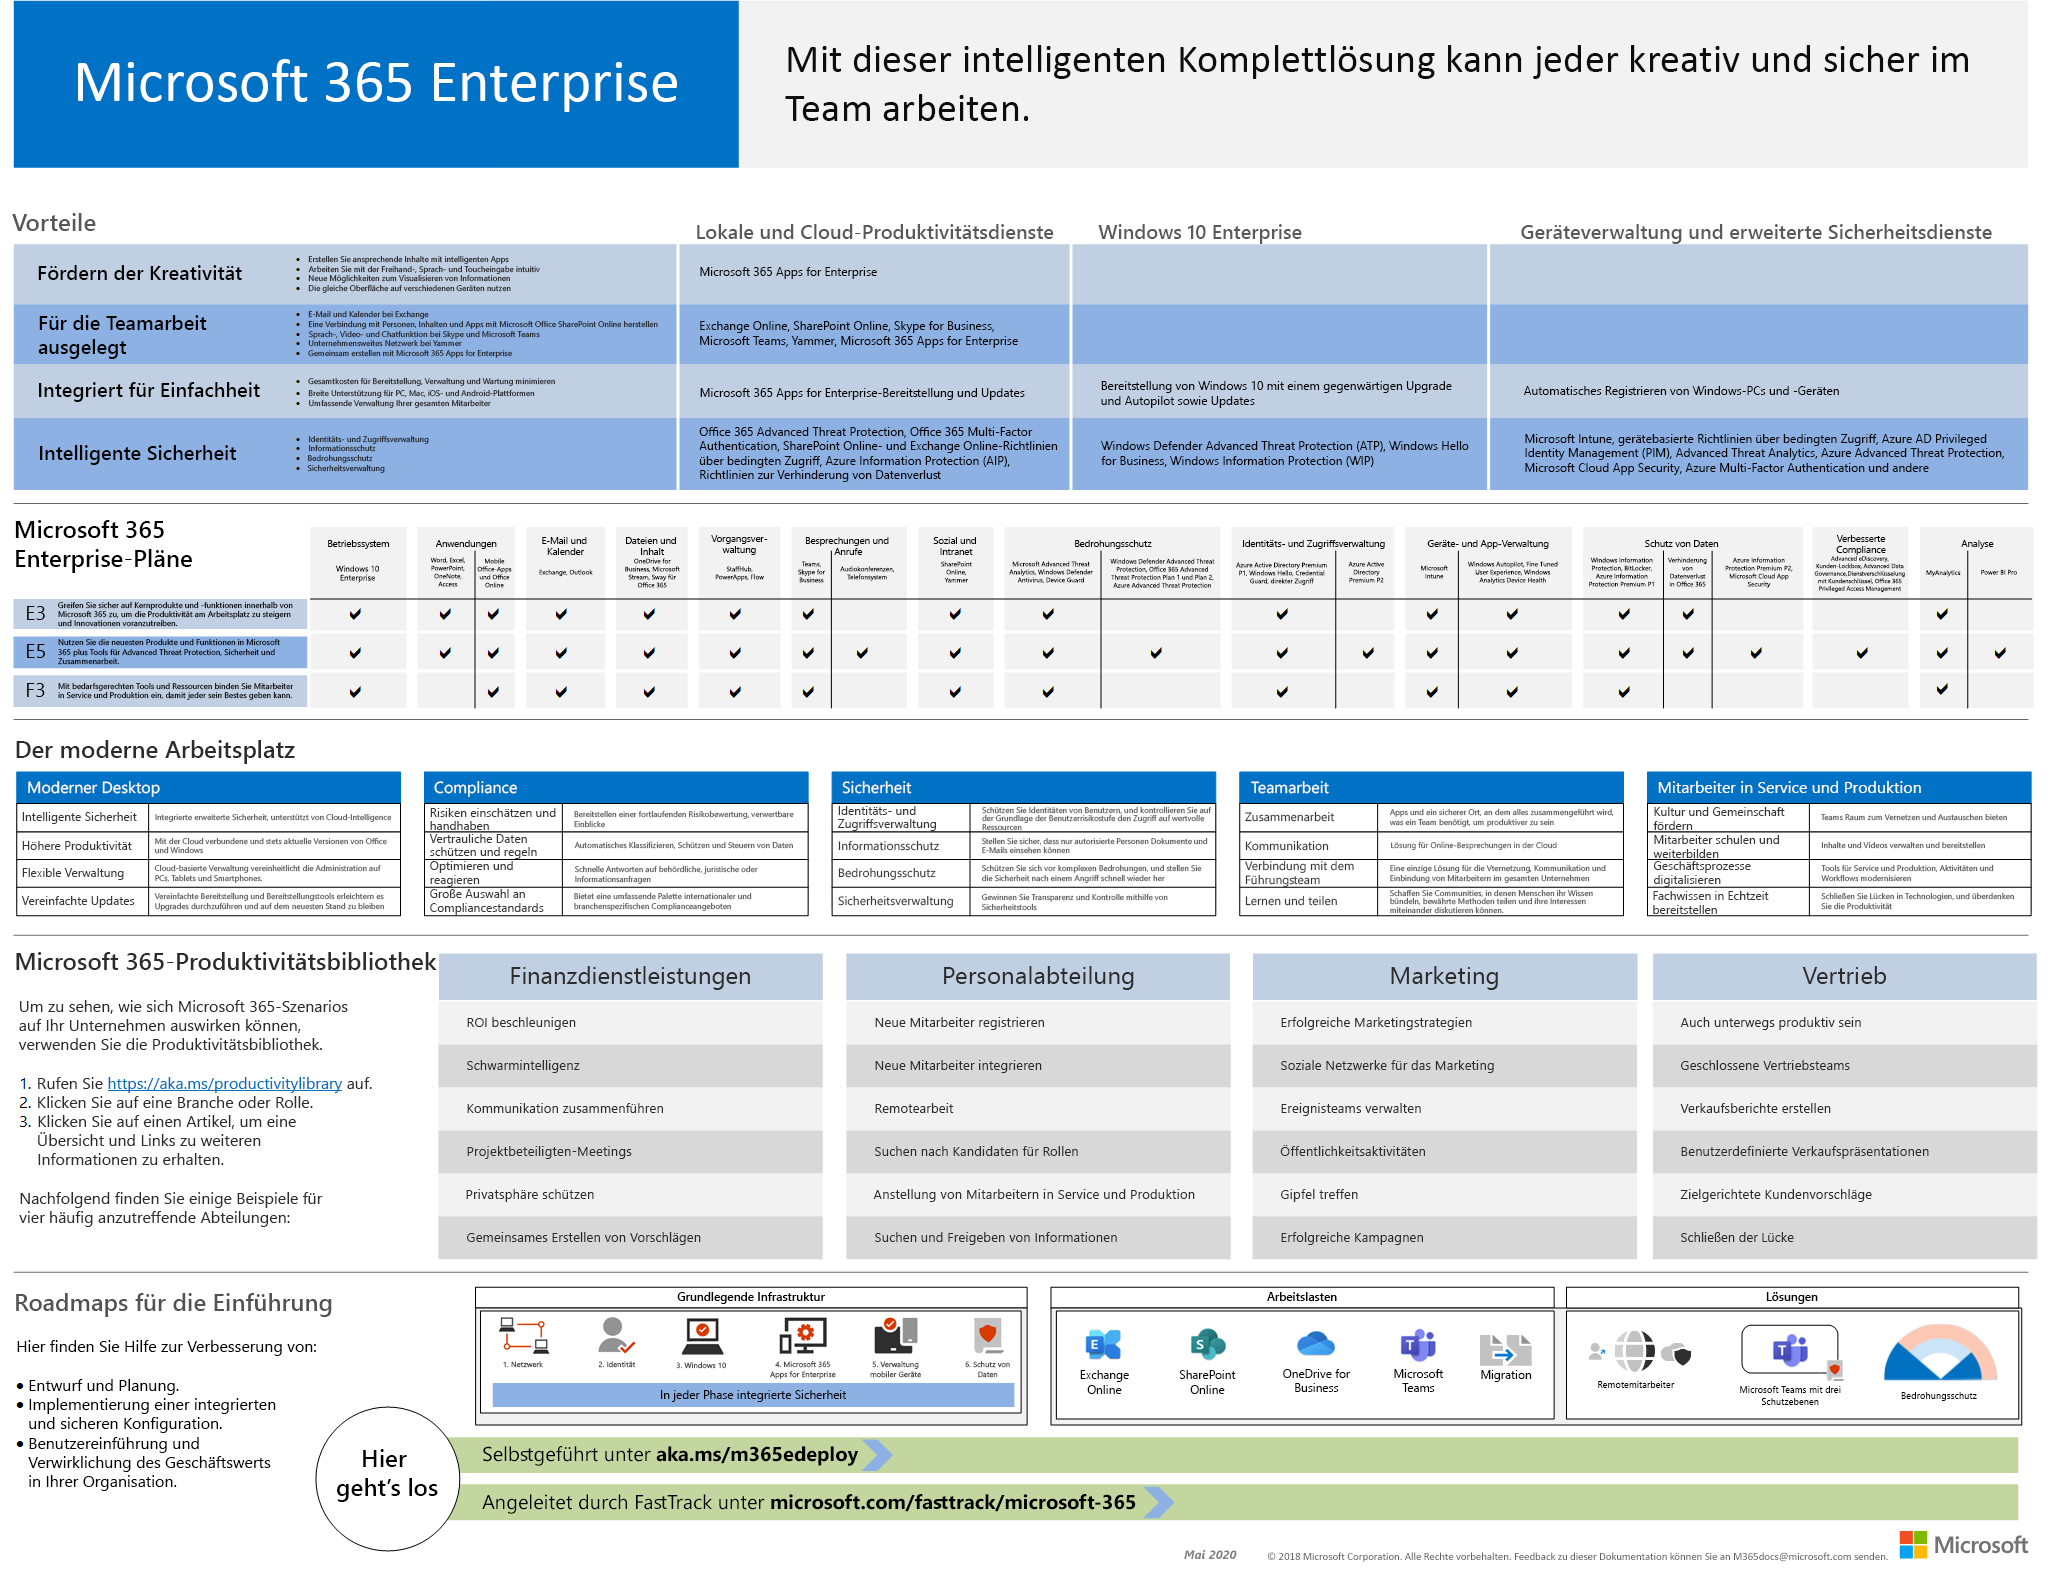 Microsoft 365 Enterprise
Mit dieser intelligenten Komplettlösung kann jeder kreativ und sicher im
Team arbeiten.
Vorteile
Lokale und Cloud-Produktivitätsdienste
Windows 10 Enterprise
Geräteverwaltung und erweiterte Sicherheitsdienste
Fördern der Kreativität
• Erstellen Sie ansprechende Inhalte mit intelligenten Apps
• Arbeiten Sie mit der Freihand-, Sprach- und Toucheingabe intuitiv
• Neue Möglichkeiten zum Visualisieren von Informationen
• Die gleiche Oberfläche auf verschiedenen Geräten nutzen
Microsoft 365 Apps for Enterprise
Für die Teamarbeit
ausgelegt
• E-Mail und Kalender bei Exchange
• Eine Verbindung mit Personen, Inhalten und Apps mit Microsoft Office SharePoint Online herstellen
• Sprach-, Video- und Chatfunktion bei Skype und Microsoft Teams
• Unternehmensweites Netzwerk bei Yammer
• Gemeinsam erstellen mit Microsoft 365 Apps for Enterprise
Exchange Online, SharePoint Online, Skype for Business,
Microsoft Teams, Yammer, Microsoft 365 Apps for Enterprise
Integriert für Einfachheit
• Gesamtkosten für Bereitstellung, Verwaltung und Wartung minimieren
• Breite Unterstützung für PC, Mac, iOS- und Android-Plattformen
• Umfassende Verwaltung Ihrer gesamten Mitarbeiter
Microsoft 365 Apps for Enterprise-Bereitstellung und Updates
Bereitstellung von Windows 10 mit einem gegenwärtigen Upgrade
und Autopilot sowie Updates
Automatisches Registrieren von Windows-PCs und -Geräten
Intelligente Sicherheit
• Identitäts- und Zugriffsverwaltung
• Informationsschutz
• Bedrohungsschutz
• Sicherheitsverwaltung
Office 365 Advanced Threat Protection, Office 365 Multi-Factor
Authentication, SharePoint Online- und Exchange Online-Richtlinien
über bedingten Zugriff, Azure Information Protection (AIP),
Richtlinien zur Verhinderung von Datenverlust
Windows Defender Advanced Threat Protection (ATP), Windows Hello
for Business, Windows Information Protection (WIP)
Microsoft Intune, gerätebasierte Richtlinien über bedingten Zugriff, Azure AD Privileged
Identity Management (PIM), Advanced Threat Analytics, Azure Advanced Threat Protection,
Microsoft Cloud App Security, Azure Multi-Factor Authentication und andere
Microsoft 365
Enterprise-Pläne
Betriebssystem
Windows 10
Enterprise
Anwendungen
Word, Excel,
PowerPoint,
OneNote,
Access
Mobile
Office-Apps
und Office
Online
E-Mail und
Kalender
Exchange, Outlook
Dateien und
Inhalt
OneDrive for
Business, Microsoft
Stream, Sway für
Office 365
Vorgangsver-
waltung
StaffHub,
PowerApps, Flow
Besprechungen und
Anrufe
Teams,
Skype for
Business
Audiokonferenzen,
Telefonsystem
Sozial und
Intranet
SharePoint
Online,
Yammer
Bedrohungsschutz
Microsoft Advanced Threat
Analytics, Windows Defender
Antivirus, Device Guard
Windows Defender Advanced Threat
Protection, Office 365 Advanced
Threat Protection Plan 1 und Plan 2,
Azure Advanced Threat Protection
Identitäts- und Zugriffsverwaltung
Azure Active Directory Premium
P1, Windows Hello, Credential
Guard, direkter Zugriff
Azure Active
Directory
Premium P2
Geräte- und App-Verwaltung
Microsoft
Intune
Windows Autopilot, Fine Tuned
User Experience, Windows
Analytics Device Health
Schutz von Daten
Windows Information
Protection, BitLocker,
Azure Information
Protection Premium P1
Verhinderung
von
Datenverlust
in Office 365
Azure Information
Protection Premium P2,
Microsoft Cloud App
Security
Verbesserte
Compliance
Advanced eDiscovery,
Kunden-Lockbox, Advanced Data
Governance,Dienstverschlüsselung
mit Kundenschlüssel, Office 365
Privileged Access Management
Analyse
MyAnalytics
Power BI Pro
E3
Greifen Sie sicher auf Kernprodukte und -funktionen innerhalb von
Microsoft 365 zu, um die Produktivität am Arbeitsplatz zu steigern
und Innovationen voranzutreiben.
E5
Nutzen Sie die neuesten Produkte und Funktionen in Microsoft
365 plus Tools für Advanced Threat Protection, Sicherheit und
Zusammenarbeit.
F3
Mit bedarfsgerechten Tools und Ressourcen binden Sie Mitarbeiter
in Service und Produktion ein, damit jeder sein Bestes geben kann.
Der moderne Arbeitsplatz
Moderner Desktop
Intelligente Sicherheit
Integrierte erweiterte Sicherheit, unterstützt von Cloud-Intelligence
Höhere Produktivität
Mit der Cloud verbundene und stets aktuelle Versionen von Office
und Windows
Flexible Verwaltung
Cloud-basierte Verwaltung vereinheitlicht die Administration auf
PCs, Tablets und Smartphones.
Vereinfachte Updates
Vereinfachte Bereitstellung und Bereitstellungstools erleichtern es
Upgrades durchzuführen und auf dem neusten Stand zu bleiben
Compliance
Risiken einschätzen und
handhaben
Bereitstellen einer fortlaufenden Risikobewertung, verwertbare
Einblicke
Vertrauliche Daten
schützen und regeln
Automatisches Klassifizieren, Schützen und Steuern von Daten
Optimieren und
reagieren
Schnelle Antworten auf behördliche, juristische oder
Informationsanfragen
Große Auswahl an
Compliancestandards
Bietet eine umfassende Palette internationaler und
branchenspezifischen Complianceangeboten
Sicherheit
Identitäts- und
Zugriffsverwaltung
Schützen Sie Identitäten von Benutzern, und kontrollieren Sie auf
der Grundlage der Benutzerrisikostufe den Zugriff auf wertvolle
Ressourcen
Informationsschutz
Stellen Sie sicher, dass nur autorisierte Personen Dokumente und
E-Mails einsehen können
Bedrohungsschutz
Schützen Sie sich vor komplexen Bedrohungen, und stellen Sie
die Sicherheit nach einem Angriff schnell wieder her
Sicherheitsverwaltung
Gewinnen Sie Transparenz und Kontrolle mithilfe von
Sicherheitstools
Teamarbeit
Zusammenarbeit
Apps und ein sicherer Ort, an dem alles zusammengeführt wird,
was ein Team benötigt, um produktiver zu sein
Kommunikation
Lösung für Online-Besprechungen in der Cloud
Verbindung mit dem
Führungsteam
Eine einzige Lösung für die Vternetzung, Kommunikation und
Einbindung von Mitarbeitern im gesamten Unternehmen
Lernen und teilen
Schaffen Sie Communities, in denen Menschen ihr Wissen
bündeln, bewährte Methoden teilen und ihre Interessen
miteinander diskutieren können.
Mitarbeiter in Service und Produktion
Kultur und Gemeinschaft
fördern
Teams Raum zum Vernetzen und Austauschen bieten
Mitarbeiter schulen und
weiterbilden
Inhalte und Videos verwalten und bereitstellen
Geschäftsprozesse
digitalisieren
Tools für Service und Produktion, Aktivitäten und
Workflows modernisieren
Fachwissen in Echtzeit
bereitstellen
Schließen Sie Lücken in Technologien, und überdenken
Sie die Produktivität
Microsoft 365-Produktivitätsbibliothek
Um zu sehen, wie sich Microsoft 365-Szenarios
auf Ihr Unternehmen auswirken können,
verwenden Sie die Produktivitätsbibliothek.
1. Rufen Sie https://aka.ms/productivitylibrary auf.
2. Klicken Sie auf eine Branche oder Rolle.
3. Klicken Sie auf einen Artikel, um eine
Übersicht und Links zu weiteren
Informationen zu erhalten.
Nachfolgend finden Sie einige Beispiele für
vier häufig anzutreffende Abteilungen:
Finanzdienstleistungen
ROI beschleunigen
Schwarmintelligenz
Kommunikation zusammenführen
Projektbeteiligten-Meetings
Privatsphäre schützen
Gemeinsames Erstellen von Vorschlägen
Personalabteilung
Neue Mitarbeiter registrieren
Neue Mitarbeiter integrieren
Remotearbeit
Suchen nach Kandidaten für Rollen
Anstellung von Mitarbeitern in Service und Produktion
Suchen und Freigeben von Informationen
Marketing
Erfolgreiche Marketingstrategien
Soziale Netzwerke für das Marketing
Ereignisteams verwalten
Öffentlichkeitsaktivitäten
Gipfel treffen
Erfolgreiche Kampagnen
Vertrieb
Auch unterwegs produktiv sein
Geschlossene Vertriebsteams
Verkaufsberichte erstellen
Benutzerdefinierte Verkaufspräsentationen
Zielgerichtete Kundenvorschläge
Schließen der Lücke
Roadmaps für die Einführung
Hier finden Sie Hilfe zur Verbesserung von:
• Entwurf und Planung.
• Implementierung einer integrierten
und sicheren Konfiguration.
• Benutzereinführung und
Verwirklichung des Geschäftswerts
in Ihrer Organisation.
Grundlegende Infrastruktur
1. Netzwerk
2. Identität
3. Windows 10
4. Microsoft 365
Apps for Enterprise
5. Verwaltung
mobiler Geräte
6. Schutz von
Daten
In jeder Phase integrierte Sicherheit
Arbeitslasten
Exchange
Online
SharePoint
Online
OneDrive for
Business
Microsoft
Teams
Migration
Lösungen
Remotemitarbeiter
Microsoft Teams mit drei
Schutzebenen
Bedrohungsschutz
Hier
geht's los
Selbstgeführt unter aka.ms/m365edeploy
Angeleitet durch FastTrack unter microsoft.com/fasttrack/microsoft-365
Mai 2020
© 2018 Microsoft Corporation. Alle Rechte vorbehalten. Feedback zu dieser Dokumentation können Sie an M365docs@microsoft.com senden.
Microsoft